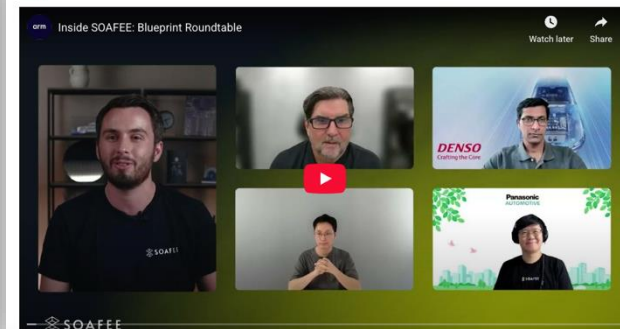 arm
Inside SOAFEE: Blueprint Roundtable
Watch later
Share
DENSO
Crafting the Core
SOAFEE
Panasonic
AUTOMOTIVE
SOAFEE